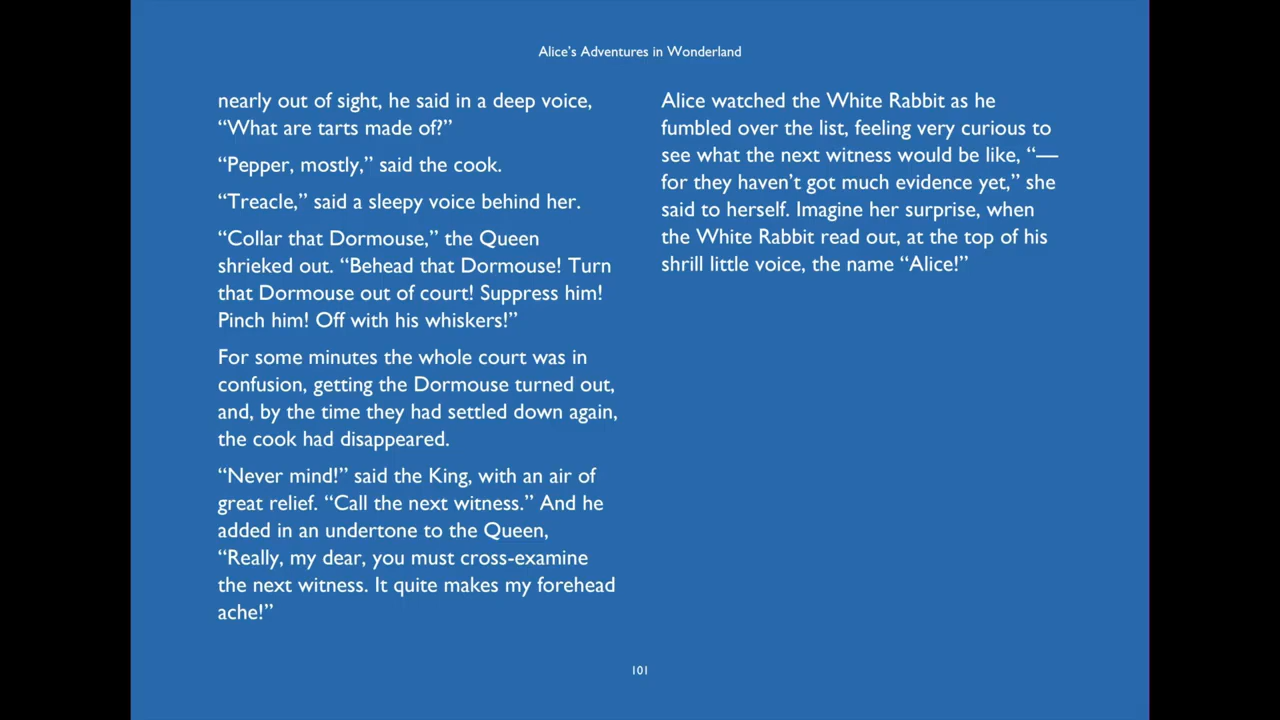 Alice’s Adventures in Wonderland
nearly out of sight, he said in a deep voice,
“What are tarts made of?”
“Pepper, mostly,” said the cook.
“Treacle,” said a sleepy voice behind her.
“Collar that Dormouse,” the Queen
shrieked out. “Behead that Dormouse! Turn
that Dormouse out of court! Suppress him!
Pinch him! Off with his whiskers!”
For some minutes the whole court was in
confusion, getting the Dormouse turned out,
and, by the time they had settled down again,
the cook had disappeared.
“Never mind!” said the King, with an air of
great relief. “Call the next witness.” And he
added in an undertone to the Queen,
“Really, my dear, you must cross-examine
the next witness. It quite makes my forehead
ache!”
Alice watched the White Rabbit as he
fumbled over the list, feeling very curious to
see what the next witness would be like, “—
for they haven’t got much evidence yet,” she
said to herself. Imagine her surprise, when
the White Rabbit read out, at the top of his
shrill little voice, the name “Alice!”
101